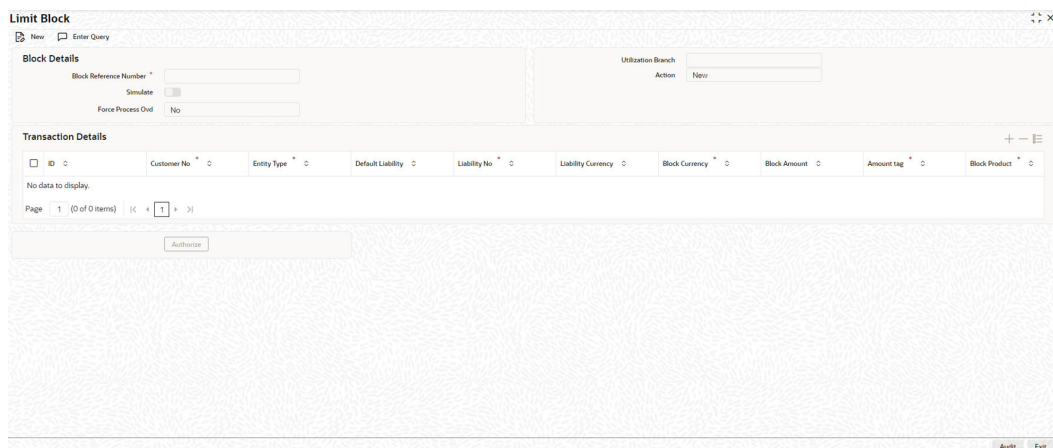 Limit Block
New Enter Query
Block Details
Block Reference Number *
Simulate
Force Process Ovd No
Utilization Branch
Action New
Transaction Details
ID Customer No * Entity Type * Default Liability Liability No * Liability Currency Block Currency * Block Amount Amount tag * Block Product *
No data to display.
Page 1 (0 of 0 items) 1
Authorize
Audit Exit